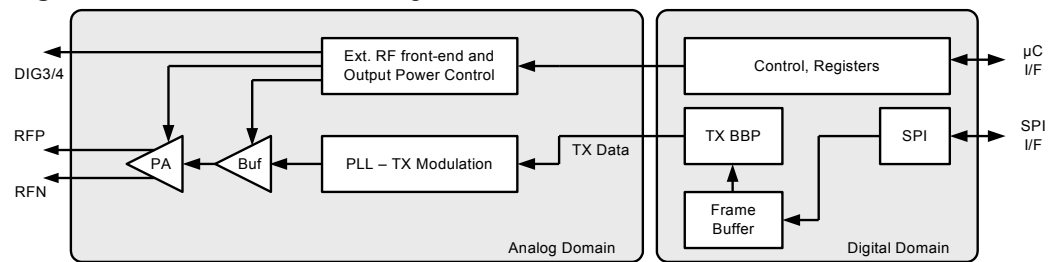 Ext. RF front-end and
Output Power Control
Control, Registers
µC
I/F
DIG3/4
RFP
RFN
PA
Buf
PLL – TX Modulation
TX Data
TX BBP
SPI
SPI
I/F
Frame
Buffer
Analog Domain
Digital Domain